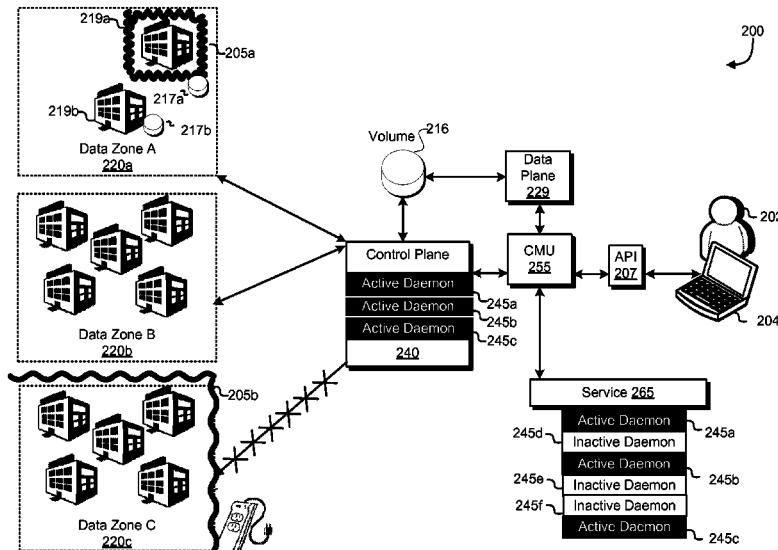 219a
205a
200
217a
219b
217b
Data Zone A
220a
Volume
216
Data
Plane
229
202
Control Plane
CMU
255
API
207
Active Daemon
245a
Active Daemon
245b
Active Daemon
245c
240
204
Data Zone B
220b
205b
Service 265
Active Daemon
245a
245d
Inactive Daemon
Active Daemon
245b
245e
Inactive Daemon
245f
Inactive Daemon
Active Daemon
245c
Data Zone C
220c